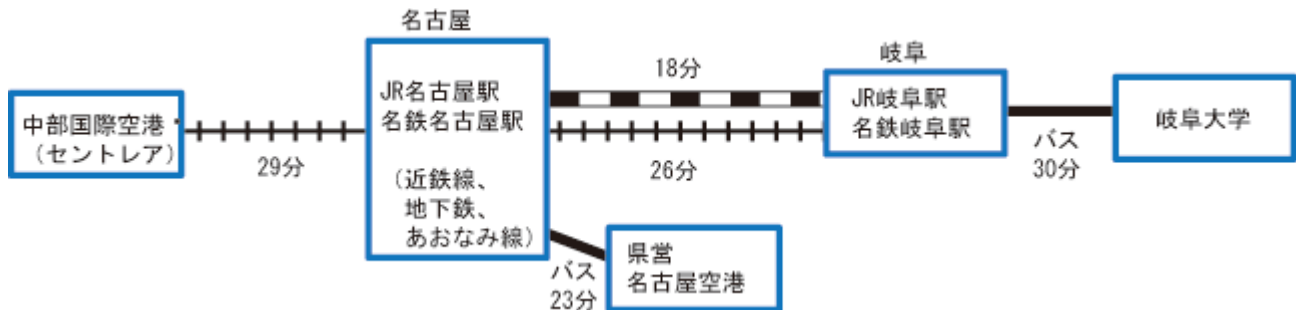 名古屋
JR名古屋駅
名鉄名古屋駅
(近鉄線、
地下鉄、
あおなみ線)
中部国際空港
(セントレア)
29分
18分
26分
岐阜
JR岐阜駅
名鉄岐阜駅
バス
30分
岐阜大学
バス
23分
県営
名古屋空港